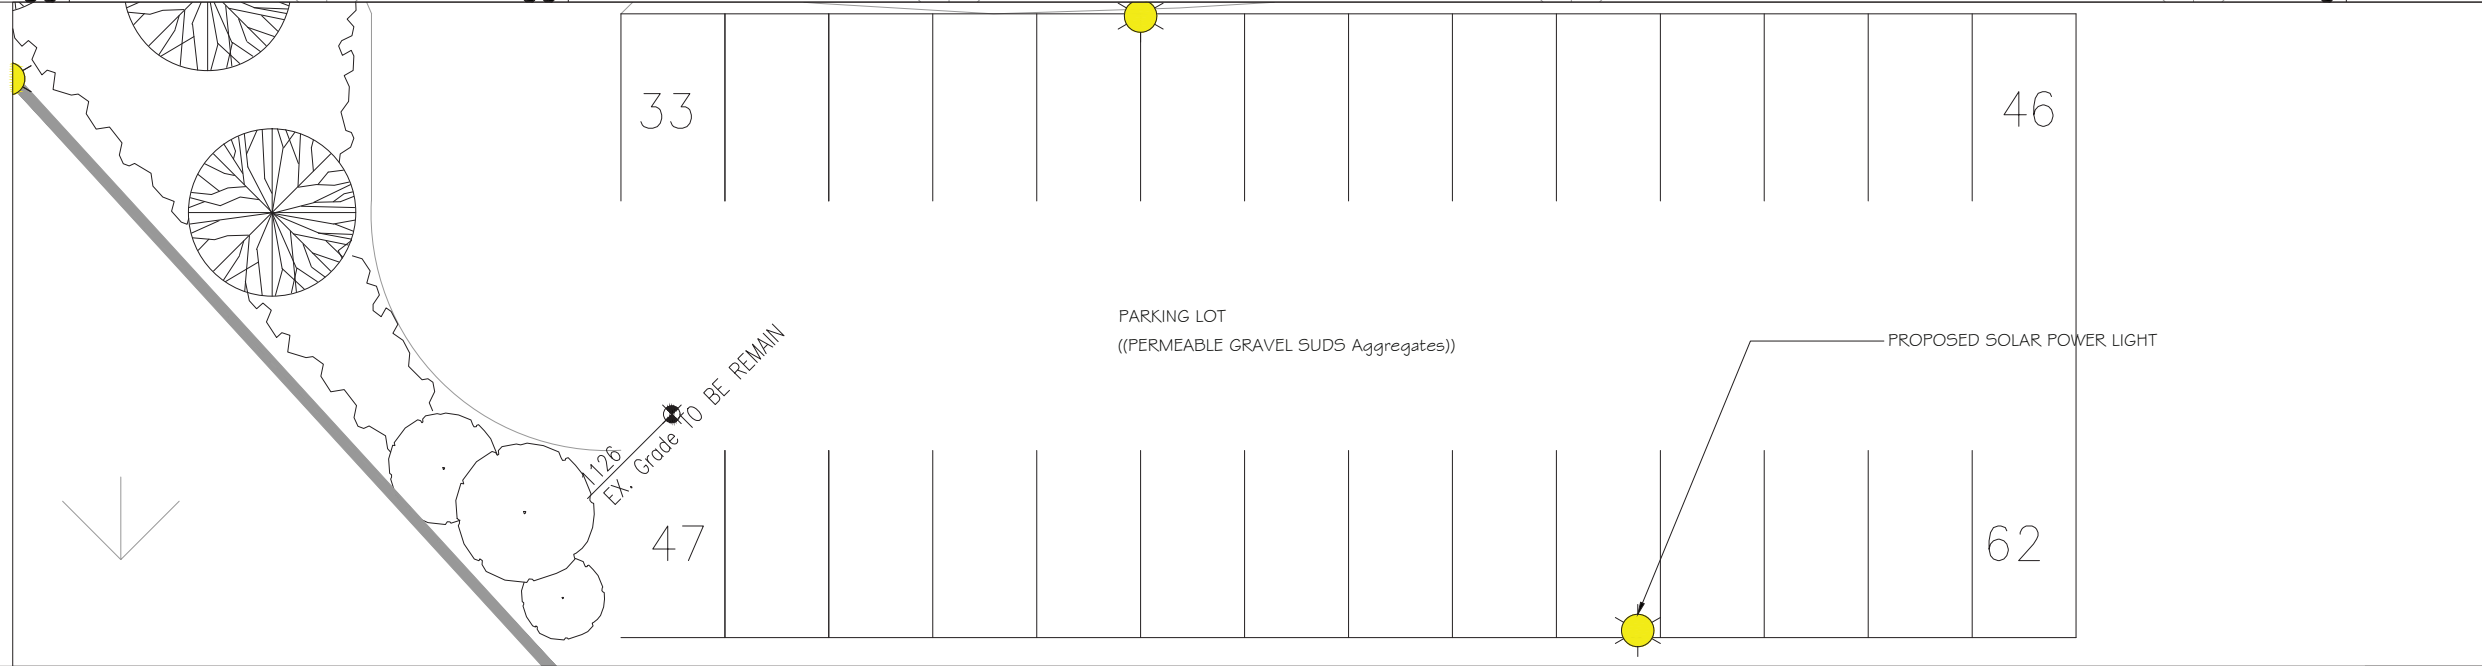 33
46
PARKING LOT
((PERMEABLE GRAVEL SUDS Aggregates))
PROPOSED SOLAR POWER LIGHT
1126
EX. Grade TO BE REMAIN
47
62